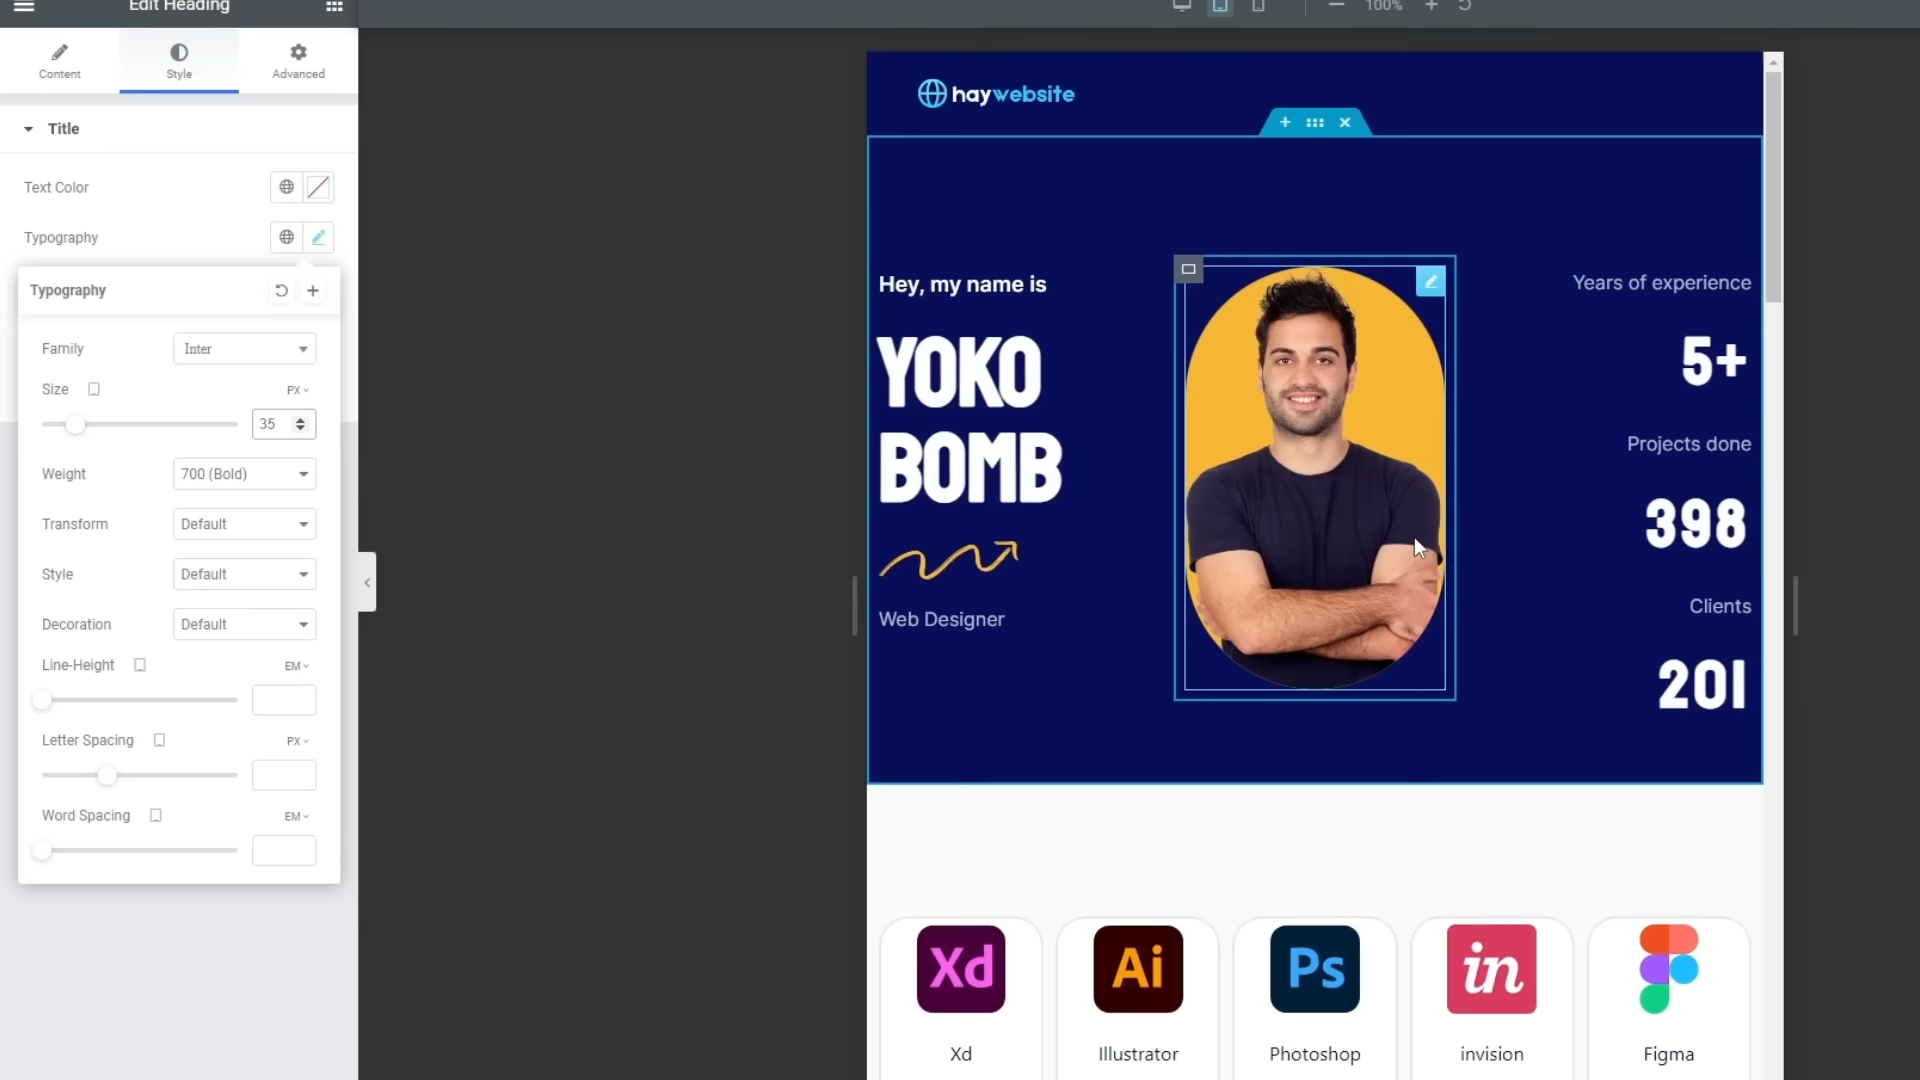 Edit Heading
100%
Content
Style
Advanced
Title
Text Color
Typography
Typography
Family
Inter
Size
PX
35
Weight
700 (Bold)
Transform
Default
Style
Default
Decoration
Default
Line-Height
EM
Letter Spacing
PX
Word Spacing
EM
haywebsite
Hey, my name is
YOKO
BOMB
Web Designer
Years of experience
5+
Projects done
398
Clients
201
Xd
Ai
Ps
in
Xd
Illustrator
Photoshop
invision
Figma